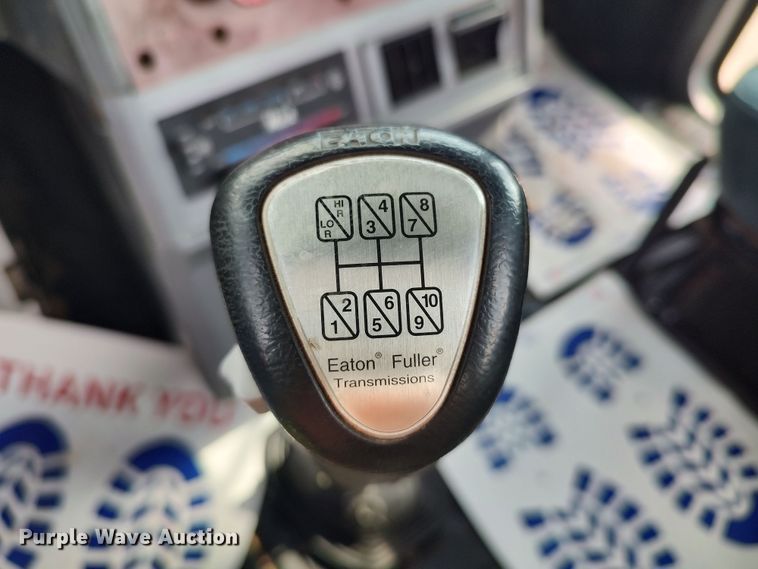 EATON
HI
R
LO
R
4
3
8
7
2
1
6
5
10
9
Eaton® Fuller®
Transmissions
THANK YOU
Purple Wave Auction